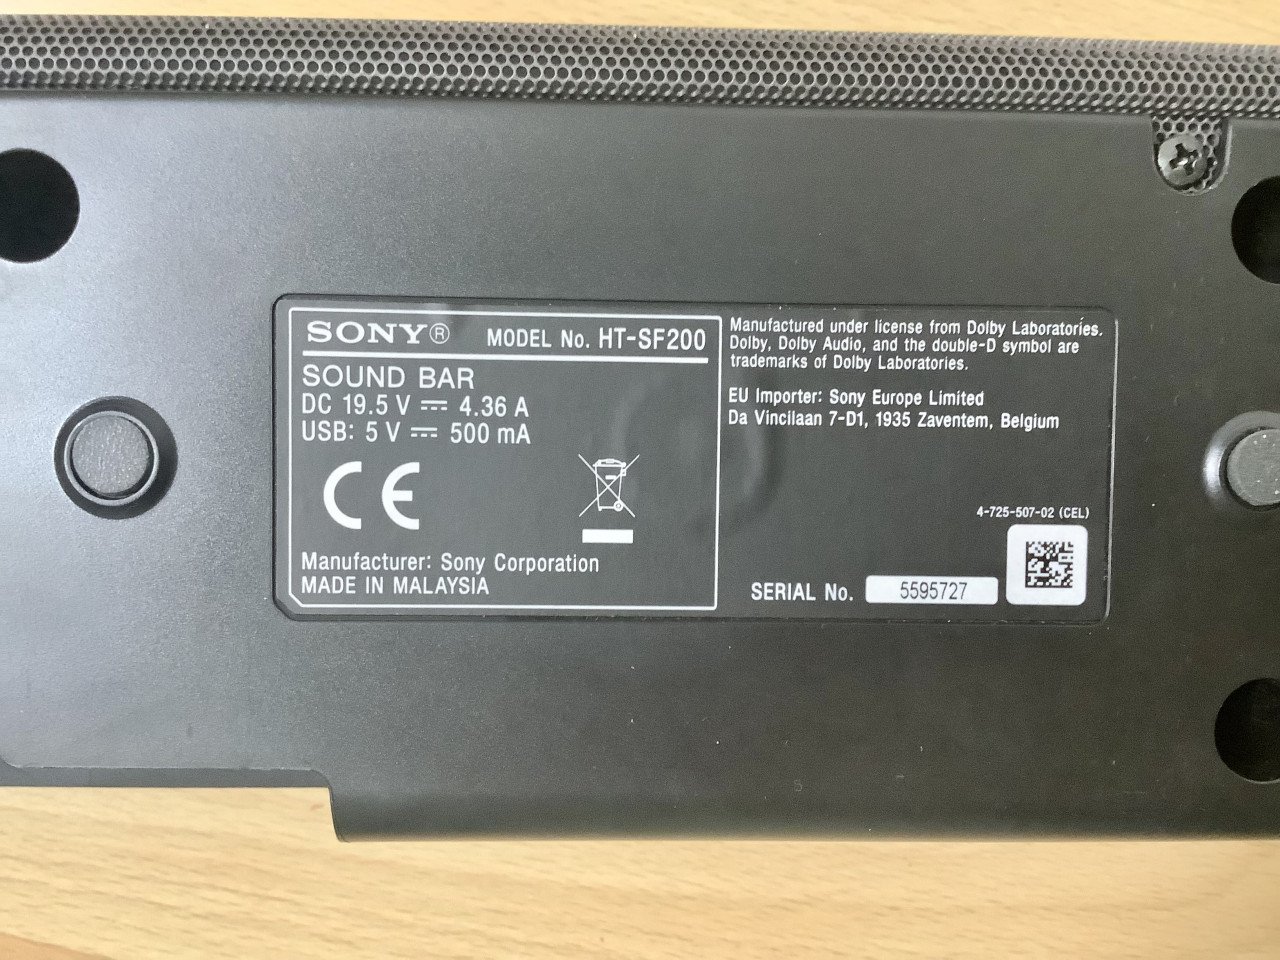 SONY® MODEL No. HT-SF200
SOUND BAR
DC 19.5 V ⎓ 4.36 A
USB: 5 V ⎓ 500 mA
CE
Manufacturer: Sony Corporation
MADE IN MALAYSIA
Manufactured under license from Dolby Laboratories.
Dolby, Dolby Audio, and the double-D symbol are
trademarks of Dolby Laboratories.
EU Importer: Sony Europe Limited
Da Vincilaan 7-D1, 1935 Zaventem, Belgium
4-725-507-02 (CEL)
SERIAL No. 5595727